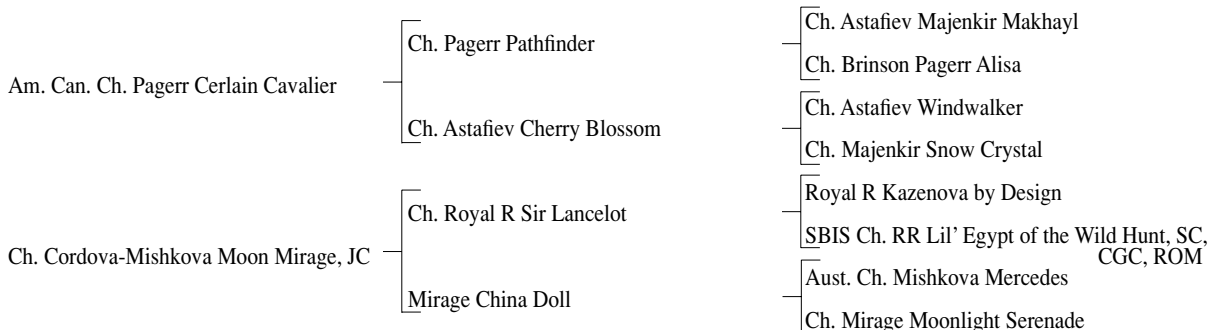 Ch. Astafiev Majenkir Makhayl
Ch. Pagerr Pathfinder
Ch. Brinson Pagerr Alisa
Am. Can. Ch. Pagerr Cerlain Cavalier
Ch. Astafiev Windwalker
Ch. Astafiev Cherry Blossom
Ch. Majenkir Snow Crystal
Royal R Kazenova by Design
Ch. Royal R Sir Lancelot
SBIS Ch. RR Lil’ Egypt of the Wild Hunt, SC,
CGC, ROM
Ch. Cordova-Mishkova Moon Mirage, JC
Aust. Ch. Mishkova Mercedes
Mirage China Doll
Ch. Mirage Moonlight Serenade